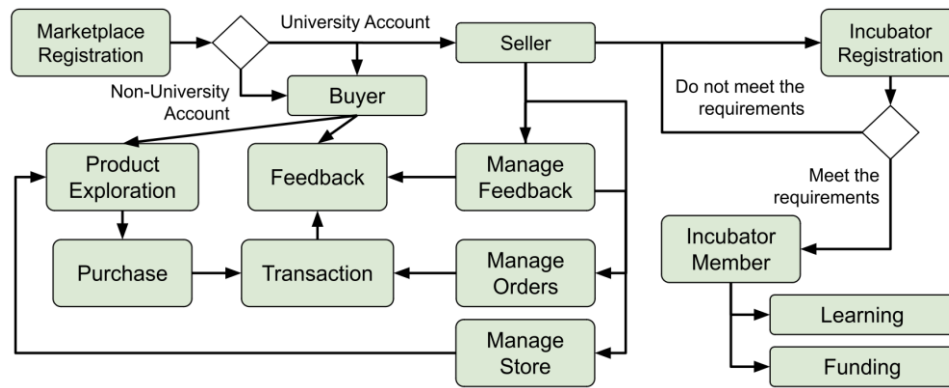 Marketplace
Registration
University Account
Seller
Incubator
Registration
Non-University
Account
Buyer
Do not meet the
requirements
Product
Exploration
Feedback
Manage
Feedback
Meet the
requirements
Purchase
Transaction
Manage
Orders
Incubator
Member
Manage
Store
Learning
Funding